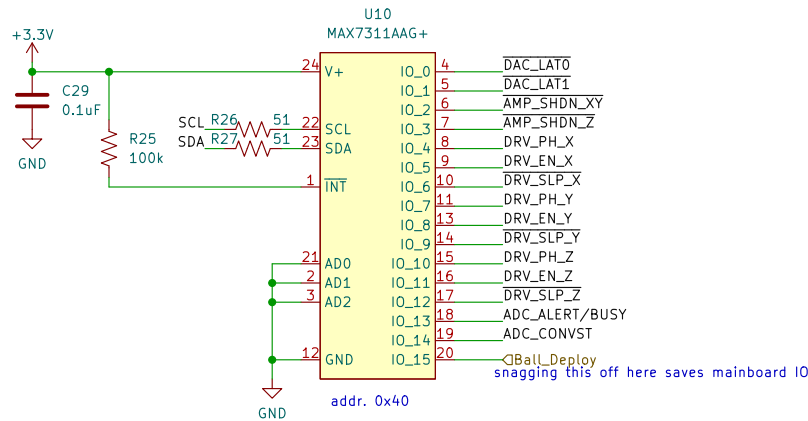 U10
MAX7311AAG+
+3.3V
24 V+ IO_0 4 DAC_LAT0
C29 IO_1 5 DAC_LAT1
0.1uF IO_2 6 AMP_SHDN_XY
SCL R26 51 22 SCL IO_3 7 AMP_SHDN_Z
SDA R27 51 23 SDA IO_4 8 DRV_PH_X
R25 IO_5 9 DRV_EN_X
100k
GND
1 INT IO_6 10 DRV_SLP_X
IO_7 11 DRV_PH_Y
IO_8 13 DRV_EN_Y
IO_9 14 DRV_SLP_Y
21 AD0 IO_10 15 DRV_PH_Z
2 AD1 IO_11 16 DRV_EN_Z
3 AD2 IO_12 17 DRV_SLP_Z
IO_13 18 ADC_ALERT/BUSY
IO_14 19 ADC_CONVST
12 GND IO_15 20 Ball_Deploy
snagging this off here saves mainboard IO
GND
addr. 0x40